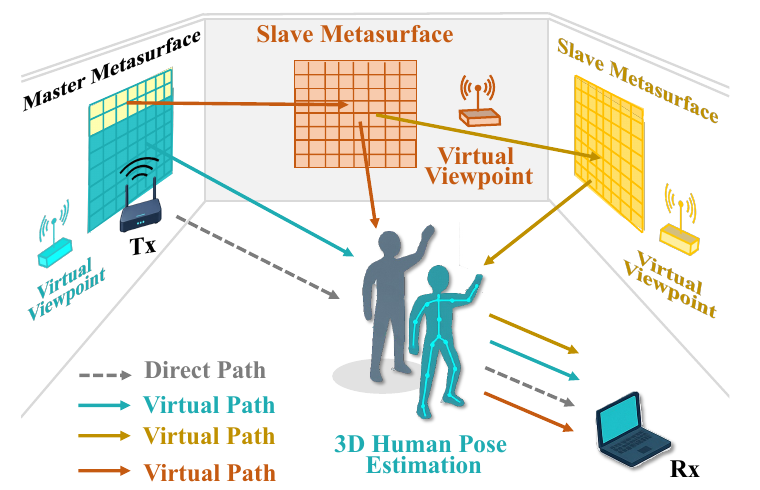 Slave Metasurface
Master Metasurface
Slave Metasurface
Virtual
Viewpoint
Tx
Virtual
Viewpoint
Virtual
Viewpoint
Direct Path
Virtual Path
Virtual Path
Virtual Path
3D Human Pose
Estimation
Rx